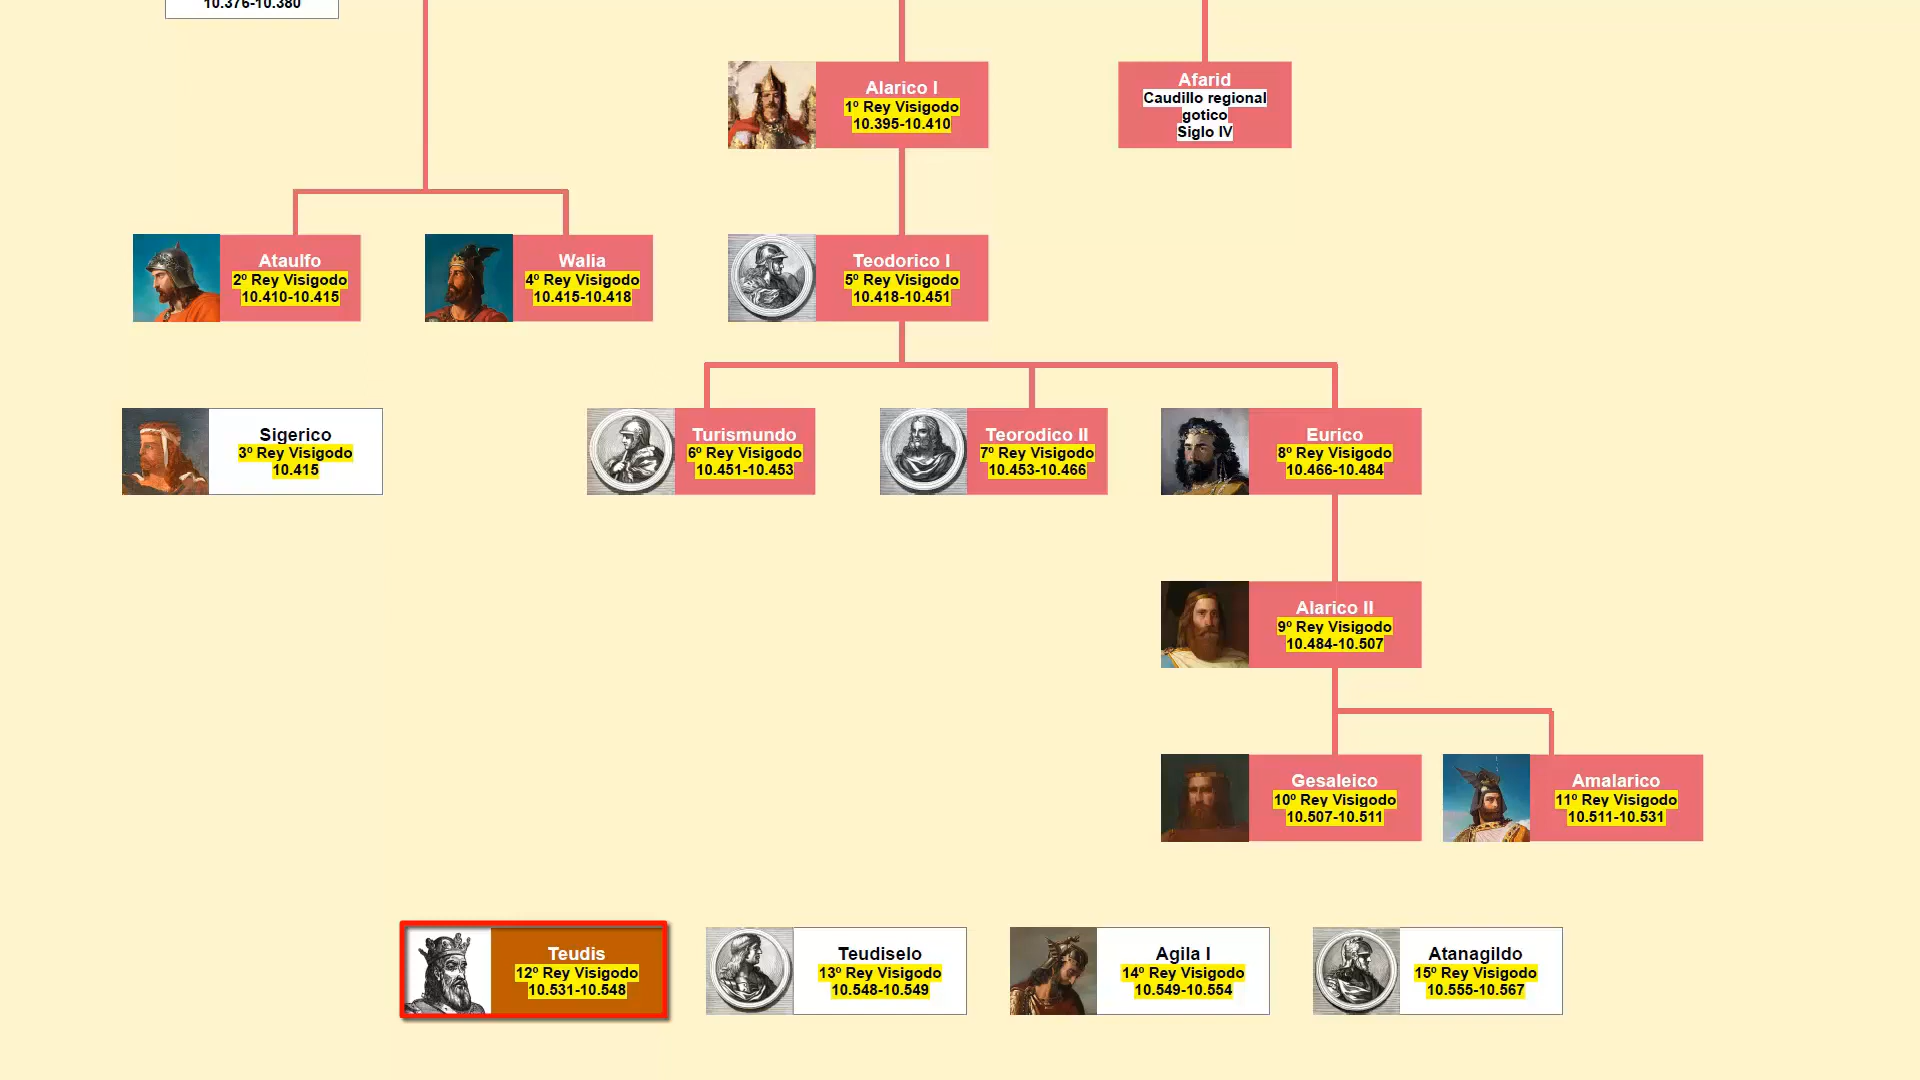 10.376-10.380
Alarico I
1º Rey Visigodo
10.395-10.410
Afarid
Caudillo regional
gotico
Siglo IV
Ataulfo
2º Rey Visigodo
10.410-10.415
Walia
4º Rey Visigodo
10.415-10.418
Teodorico I
5º Rey Visigodo
10.418-10.451
Sigerico
3º Rey Visigodo
10.415
Turismundo
6º Rey Visigodo
10.451-10.453
Teorodico II
7º Rey Visigodo
10.453-10.466
Eurico
8º Rey Visigodo
10.466-10.484
Alarico II
9º Rey Visigodo
10.484-10.507
Gesaleico
10º Rey Visigodo
10.507-10.511
Amalarico
11º Rey Visigodo
10.511-10.531
Teudis
12º Rey Visigodo
10.531-10.548
Teudiselo
13º Rey Visigodo
10.548-10.549
Agila I
14º Rey Visigodo
10.549-10.554
Atanagildo
15º Rey Visigodo
10.555-10.567